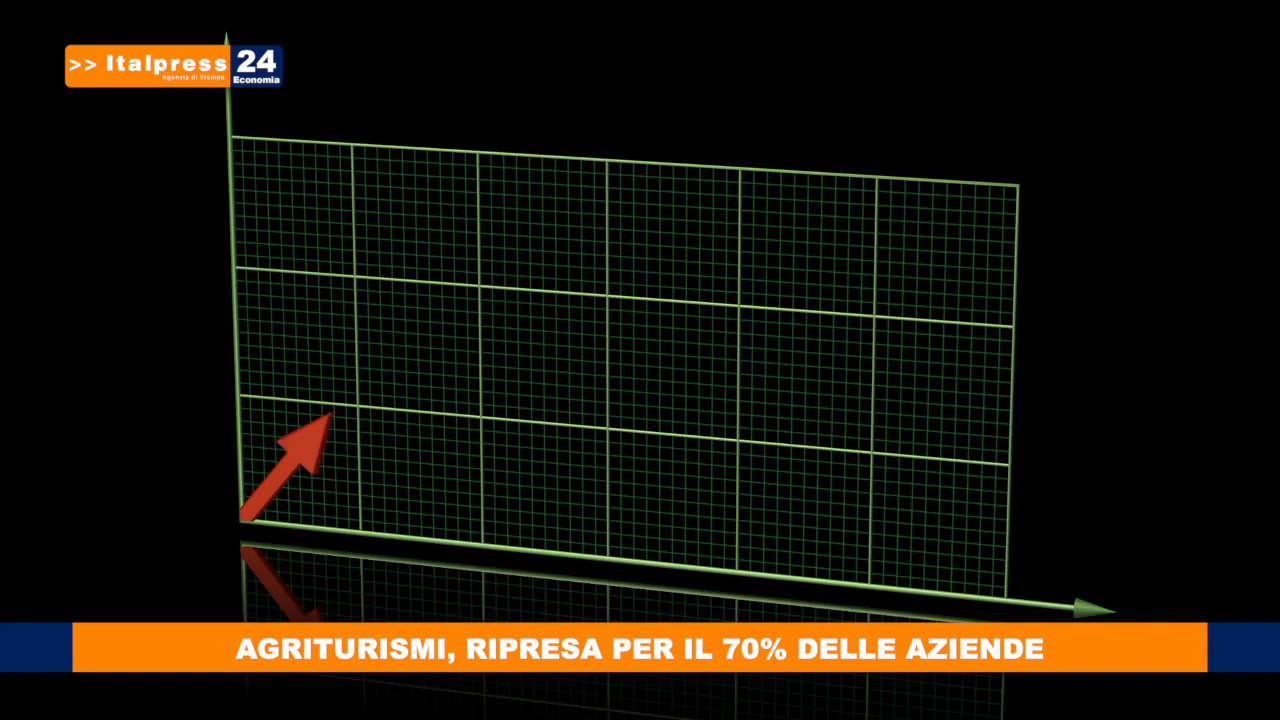 >> Italpress 24
Agenzia di Stampa Economia
AGRITURISMI, RIPRESA PER IL 70% DELLE AZIENDE